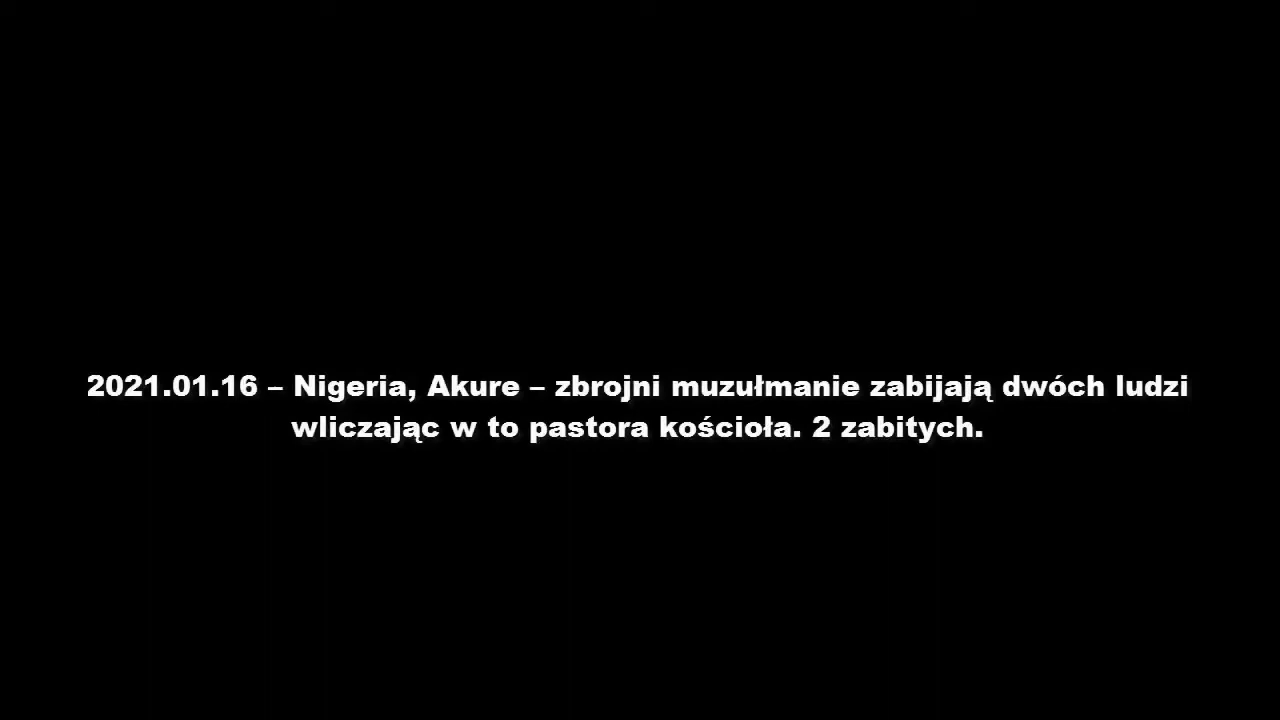 2021.01.16 – Nigeria, Akure – zbrojni muzułmanie zabijają dwóch ludzi
wliczając w to pastora kościoła. 2 zabitych.